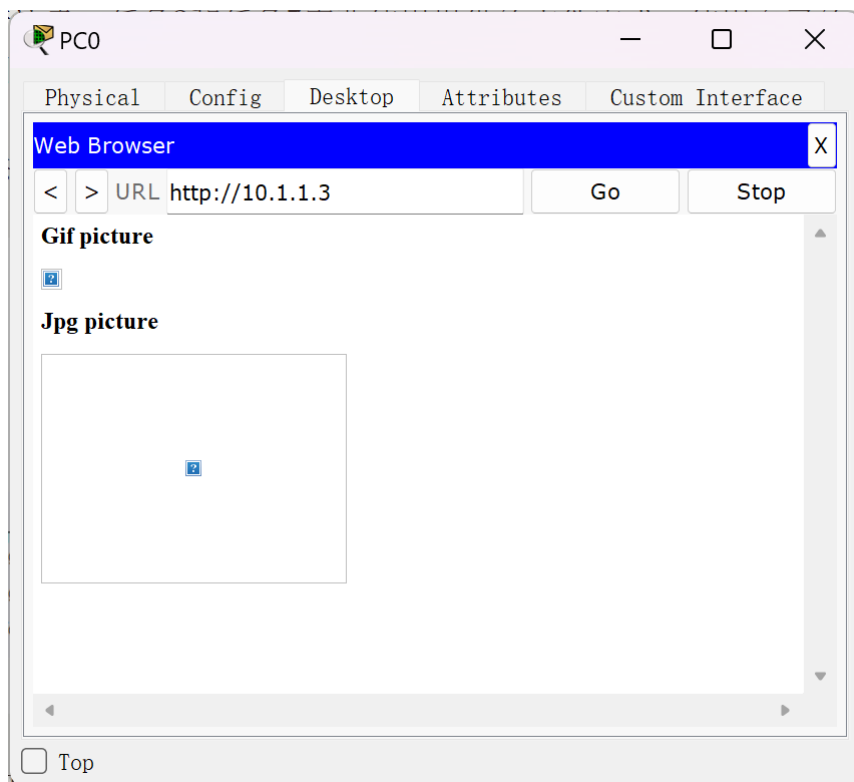 PC0
Physical Config Desktop Attributes Custom Interface
Web Browser X
< > URL http://10.1.1.3 Go Stop
Gif picture
?
Jpg picture
?
Top